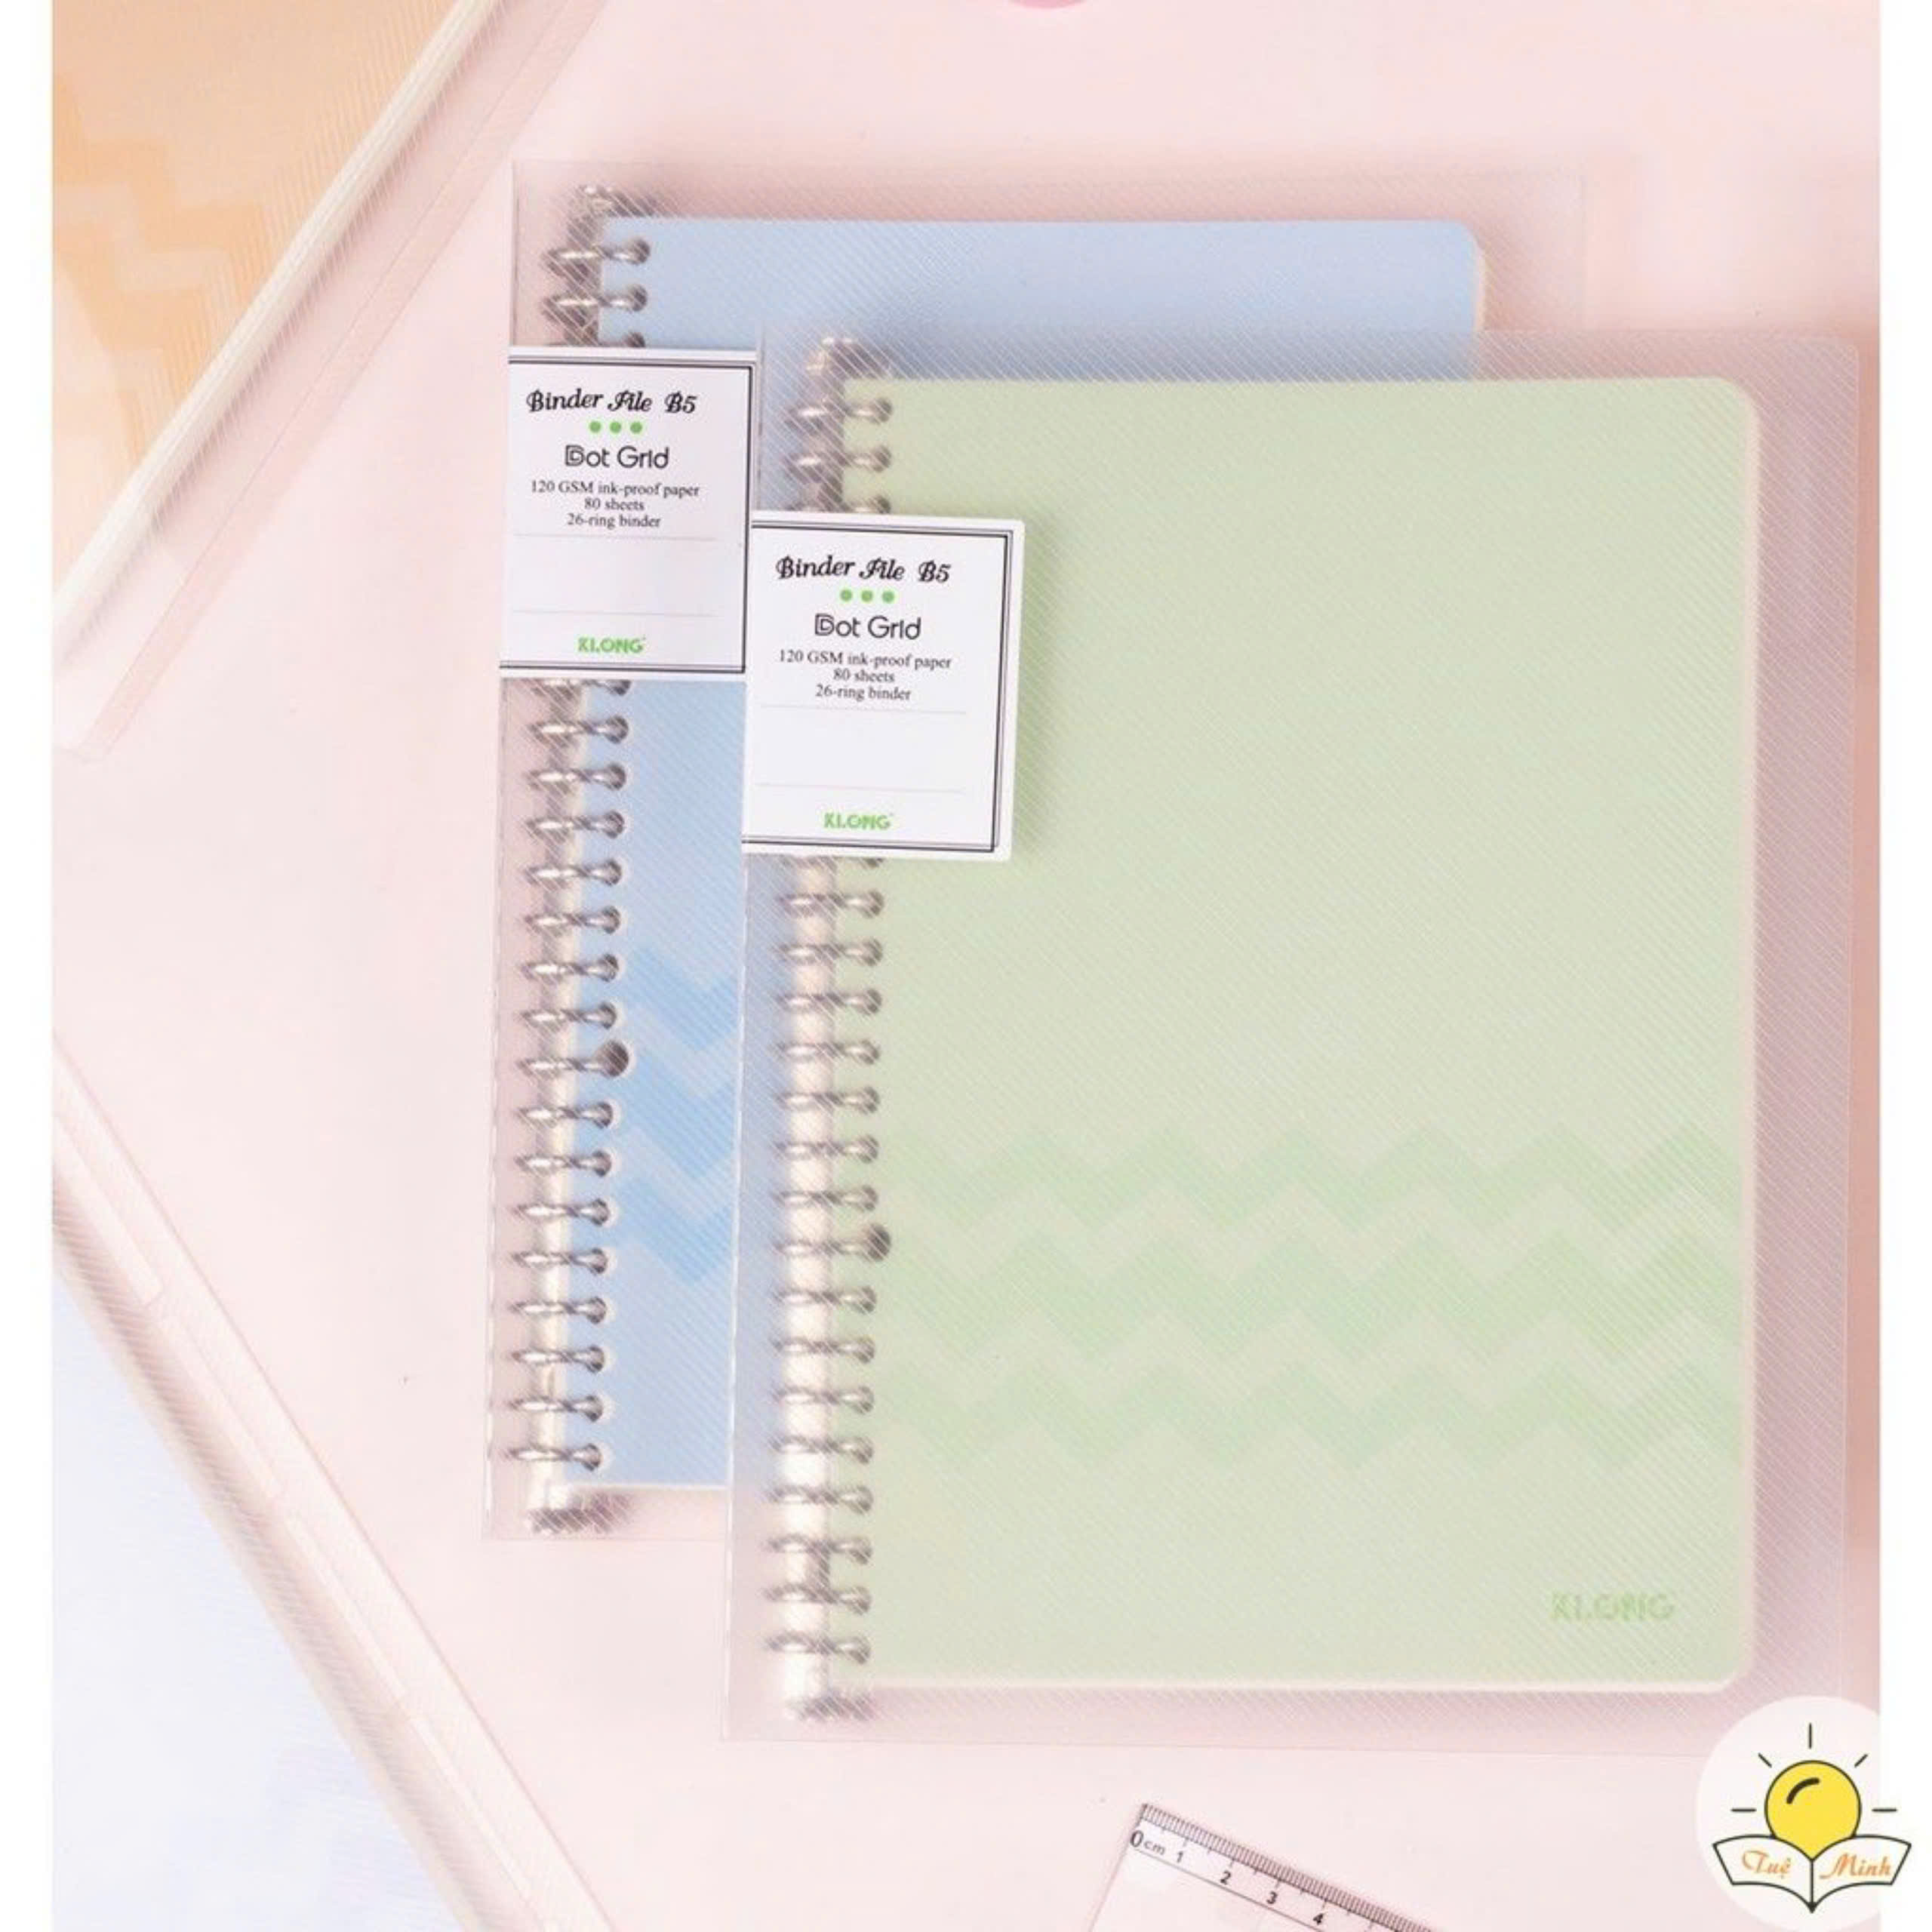 Binder File B5
Dot Grid
120 GSM ink-proof paper
80 sheets
26-ring binder
KLONG
Binder File B5
Dot Grid
120 GSM ink-proof paper
80 sheets
26-ring binder
KLONG
KLONG
0cm 1 2 3 4
Tuệ Minh